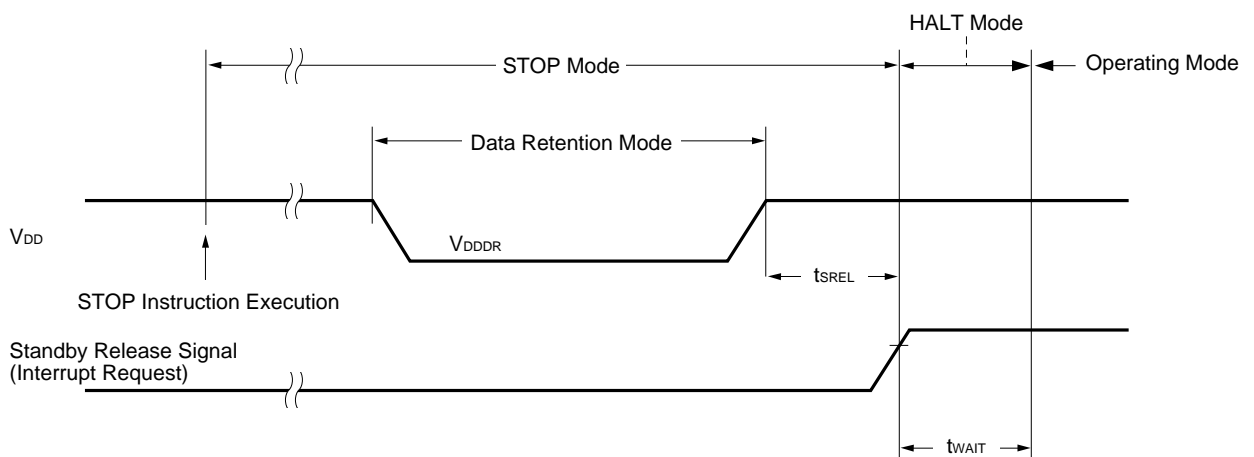 HALT Mode
STOP Mode
Operating Mode
Data Retention Mode
VDD
VDDDR
tSREL
STOP Instruction Execution
Standby Release Signal
(Interrupt Request)
tWAIT